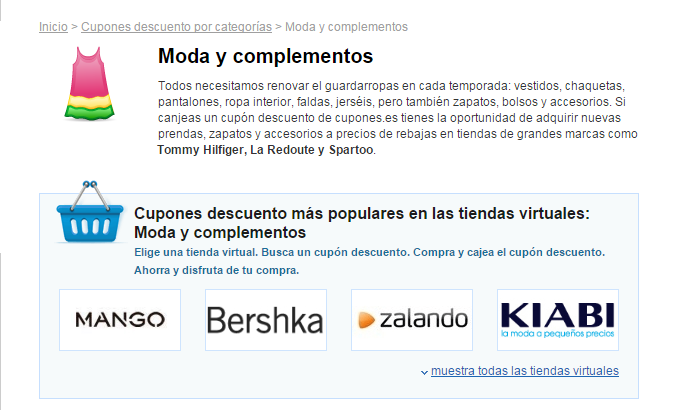 Inicio > Cupones descuento por categorías > Moda y complementos
Moda y complementos
Todos necesitamos renovar el guardarropas en cada temporada: vestidos, chaquetas,
pantalones, ropa interior, faldas, jerséis, pero también zapatos, bolsos y accesorios. Si
canjeas un cupón descuento de cupones.es tienes la oportunidad de adquirir nuevas
prendas, zapatos y accesorios a precios de rebajas en tiendas de grandes marcas como
Tommy Hilfiger, La Redoute y Spartoo.
Cupones descuento más populares en las tiendas virtuales:
Moda y complementos
Elige una tienda virtual. Busca un cupón descuento. Compra y cajea el cupón descuento.
Ahorra y disfruta de tu compra.
MANGO
Bershka
zalando
KIABI
la moda a pequeños precios
muestra todas las tiendas virtuales